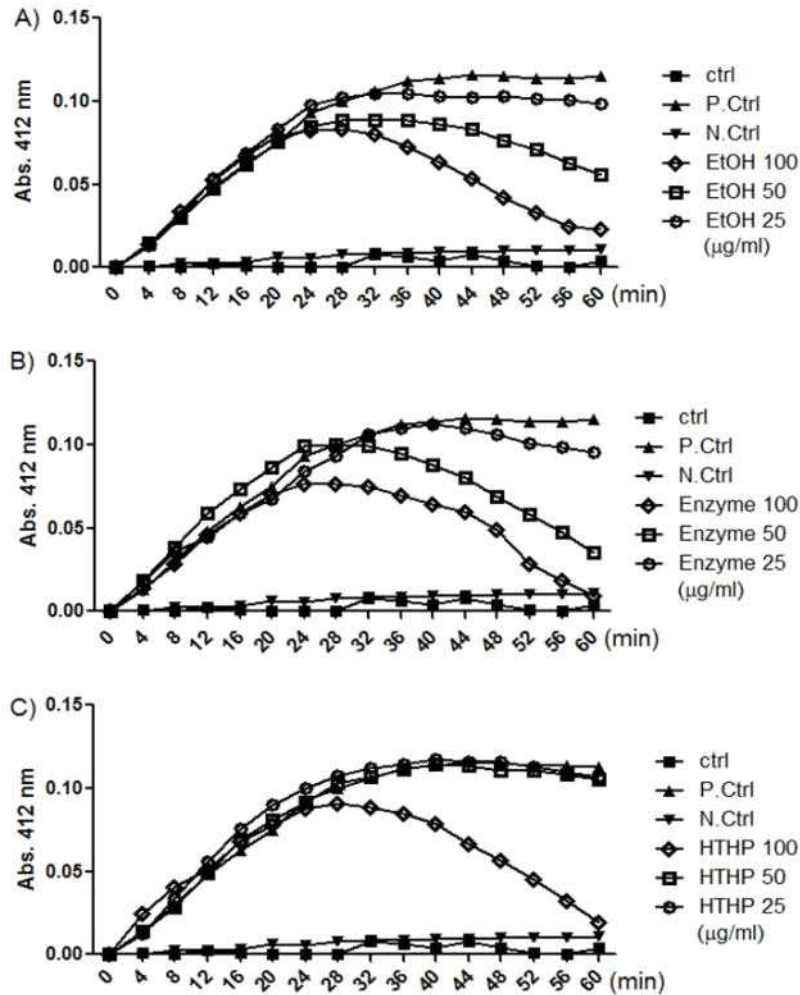 A)
0.15
0.10
0.05
0.00
Abs. 412 nm
0 4 8 12 16 20 24 28 32 36 40 44 48 52 56 60 (min)
ctrl
P.Ctrl
N.Ctrl
EtOH 100
EtOH 50
EtOH 25
(μg/ml)
B)
0.15
0.10
0.05
0.00
Abs. 412 nm
0 4 8 12 16 20 24 28 32 36 40 44 48 52 56 60 (min)
ctrl
P.Ctrl
N.Ctrl
Enzyme 100
Enzyme 50
Enzyme 25
(μg/ml)
C)
0.15
0.10
0.05
0.00
Abs. 412 nm
0 4 8 12 16 20 24 28 32 36 40 44 48 52 56 60 (min)
ctrl
P.Ctrl
N.Ctrl
HTHP 100
HTHP 50
HTHP 25
(μg/ml)